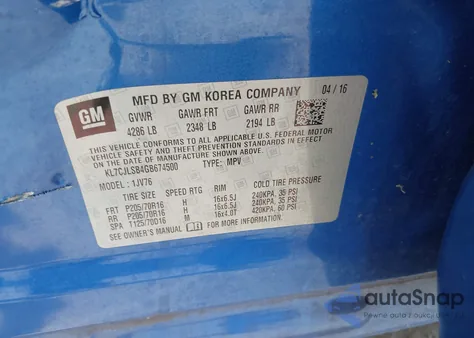 GM
MFD BY GM KOREA COMPANY 04/16
GVWR GAWR FRT GAWR RR
4286 LB 2348 LB 2194 LB
THIS VEHICLE CONFORMS TO ALL APPLICABLE U.S. FEDERAL MOTOR
VEHICLE SAFETY AND THEFT PREVENTION STANDARDS IN EFFECT
ON THE DATE OF MANUFACTURE SHOWN ABOVE.
KL7CJLSB4GB674500 TYPE: MPV
MODEL: 1JV76
TIRE SIZE SPEED RTG RIM COLD TIRE PRESSURE
FRT P205/70R16 H 16x6.5J 240KPA, 35 PSI
RR P205/70R16 H 16x6.5J 240KPA, 35 PSI
SPA T125/70D16 M 16x4.0T 420KPA, 60 PSI
SEE OWNER'S MANUAL FOR MORE INFORMATION.
autoSnap